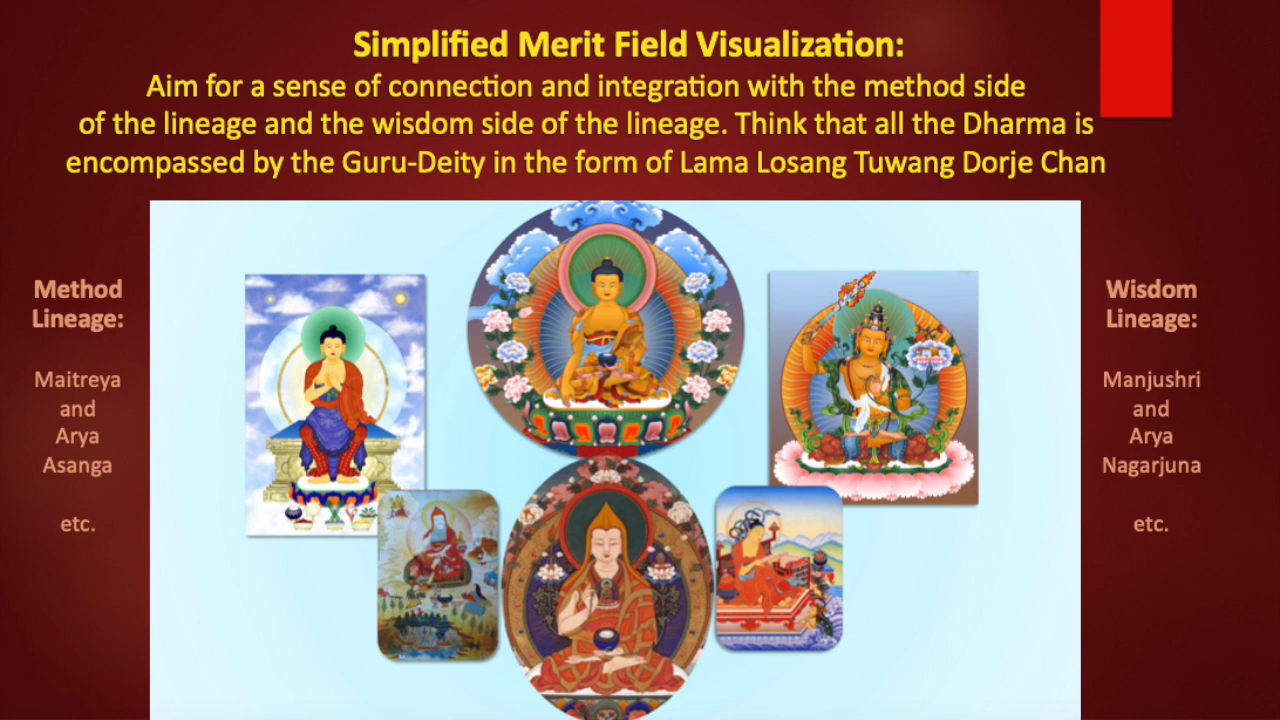 Simplified Merit Field Visualization:
Aim for a sense of connection and integration with the method side
of the lineage and the wisdom side of the lineage. Think that all the Dharma is
encompassed by the Guru-Deity in the form of Lama Losang Tuwang Dorje Chan
Method
Lineage:
Maitreya
and
Arya
Asanga
etc.
Wisdom
Lineage:
Manjushri
and
Arya
Nagarjuna
etc.